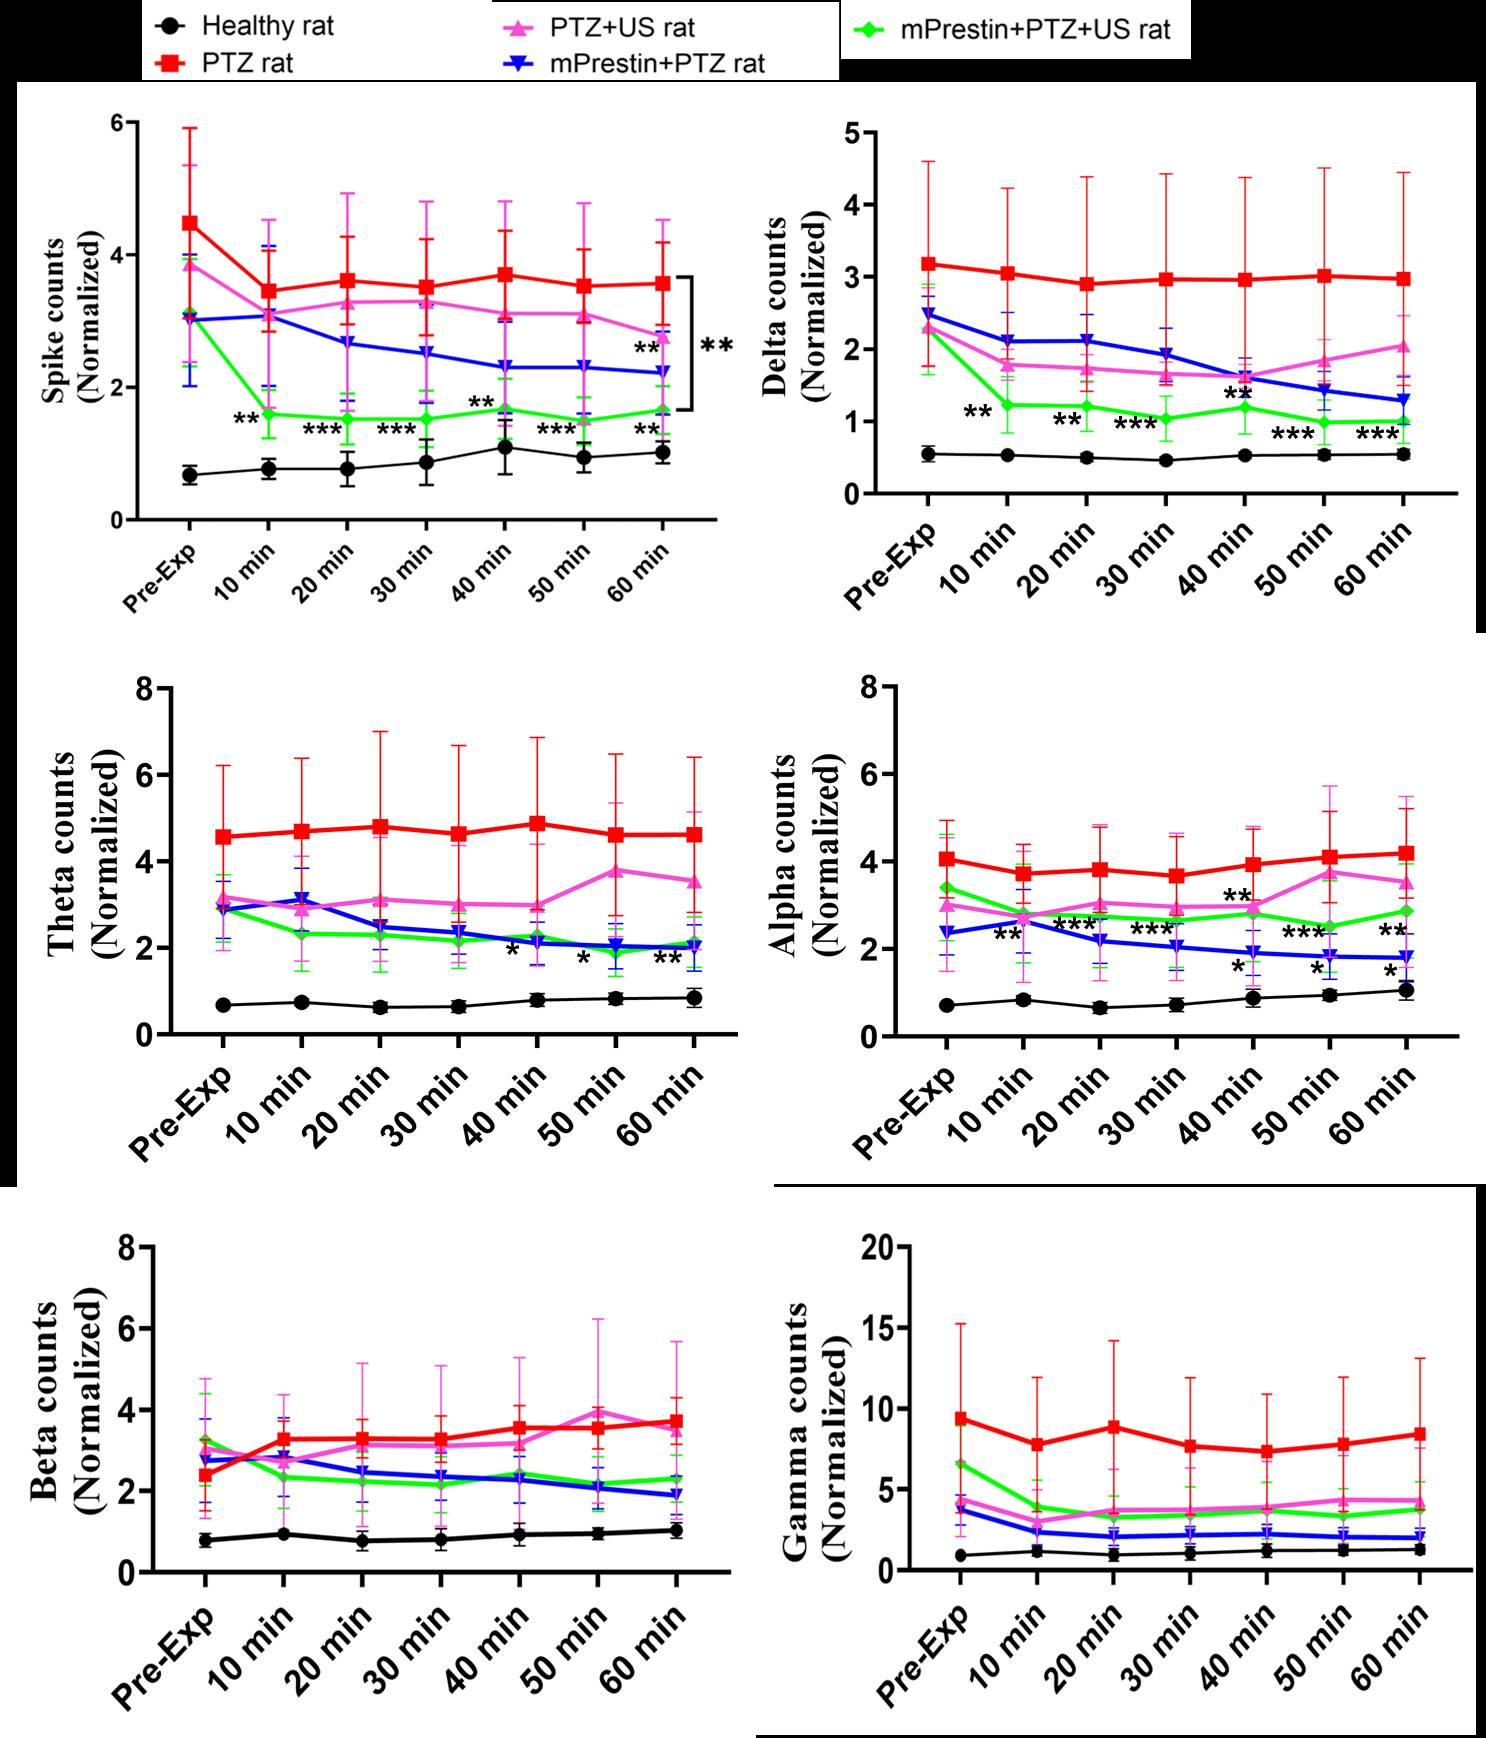 Healthy rat
PTZ rat
PTZ+US rat
mPrestin+PTZ rat
mPrestin+PTZ+US rat
Spike counts
(Normalized)
6
4
2
0
**
***
***
**
***
**
**
**
Pre-Exp
10 min
20 min
30 min
40 min
50 min
60 min
Delta counts
(Normalized)
5
4
3
2
1
0
**
**
***
**
***
***
Pre-Exp
10 min
20 min
30 min
40 min
50 min
60 min
Theta counts
(Normalized)
8
6
4
2
0
*
*
**
Pre-Exp
10 min
20 min
30 min
40 min
50 min
60 min
Alpha counts
(Normalized)
8
6
4
2
0
**
***
***
**
***
**
*
*
*
Pre-Exp
10 min
20 min
30 min
40 min
50 min
60 min
Beta counts
(Normalized)
8
6
4
2
0
Pre-Exp
10 min
20 min
30 min
40 min
50 min
60 min
Gamma counts
(Normalized)
20
15
10
5
0
Pre-Exp
10 min
20 min
30 min
40 min
50 min
60 min